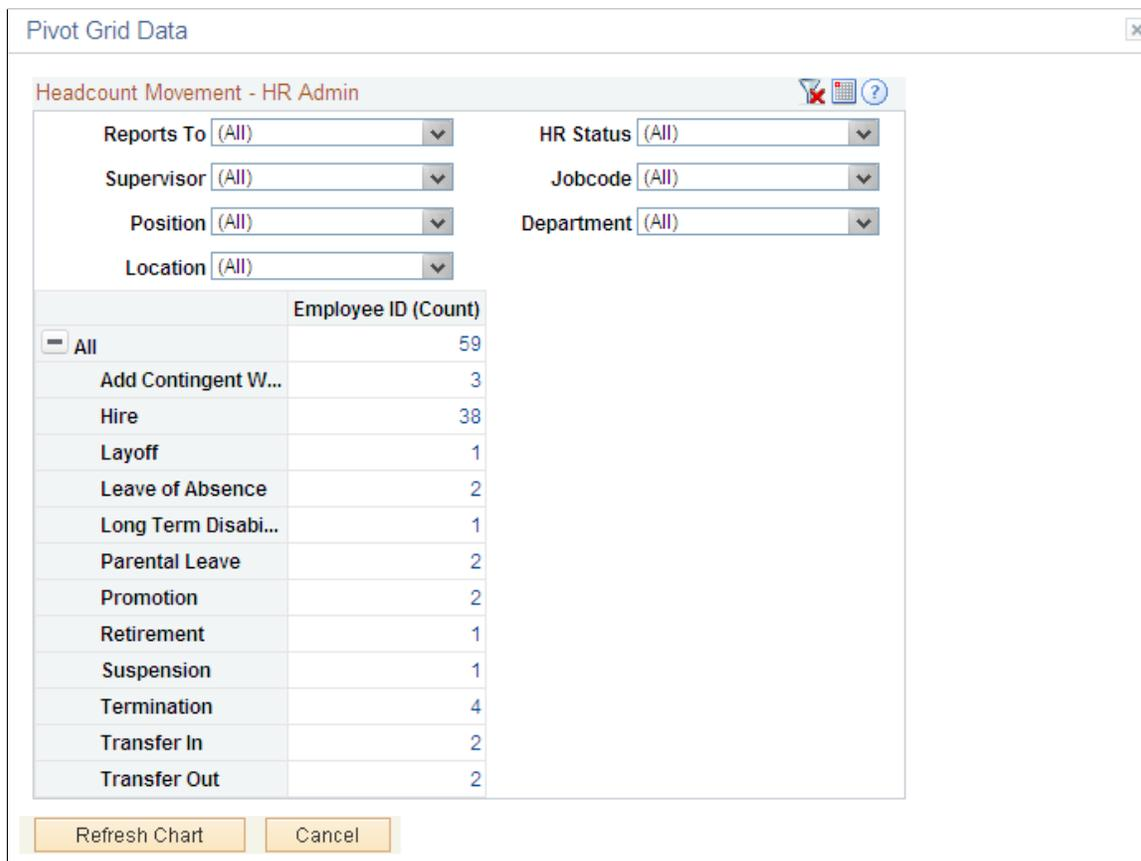 Pivot Grid Data
Headcount Movement - HR Admin
Reports To (All) HR Status (All)
Supervisor (All) Jobcode (All)
Position (All) Department (All)
Location (All)
Employee ID (Count)
All 59
Add Contingent W... 3
Hire 38
Layoff 1
Leave of Absence 2
Long Term Disabi... 1
Parental Leave 2
Promotion 2
Retirement 1
Suspension 1
Termination 4
Transfer In 2
Transfer Out 2
Refresh Chart Cancel